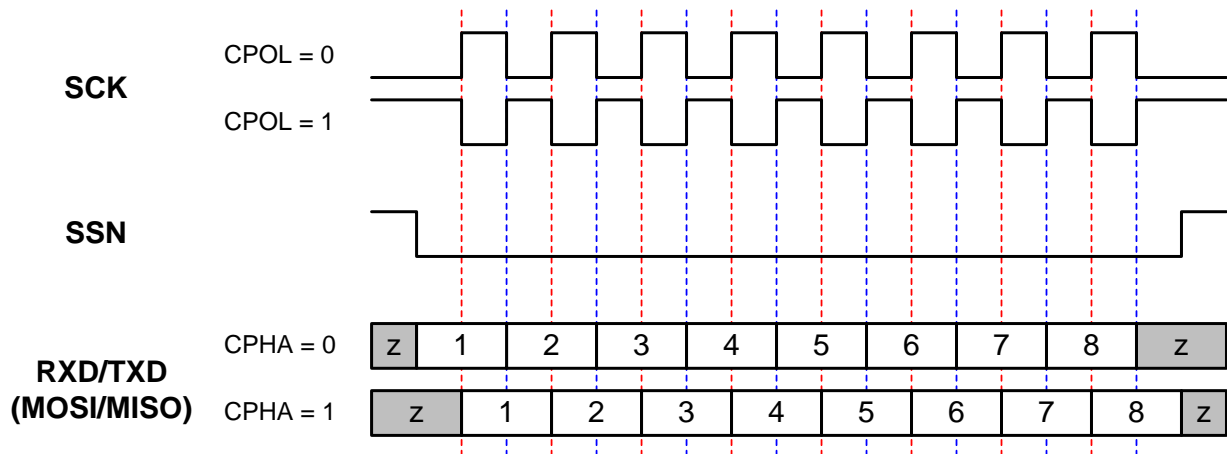 CPOL = 0
SCK
CPOL = 1
SSN
CPHA = 0 z 1 2 3 4 5 6 7 8 z
RXD/TXD
(MOSI/MISO)
CPHA = 1 z 1 2 3 4 5 6 7 8 z